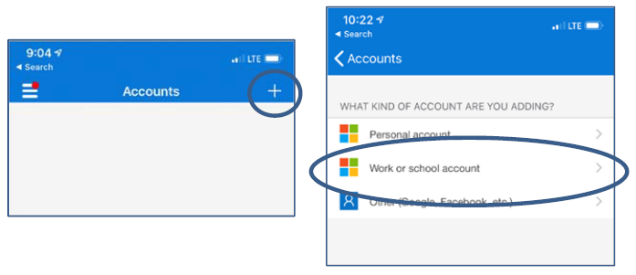 9:04
Search
LTE
Accounts
10:22
Search
LTE
Accounts
WHAT KIND OF ACCOUNT ARE YOU ADDING?
Personal account
Work or school account
Other (Google, Facebook, etc.)